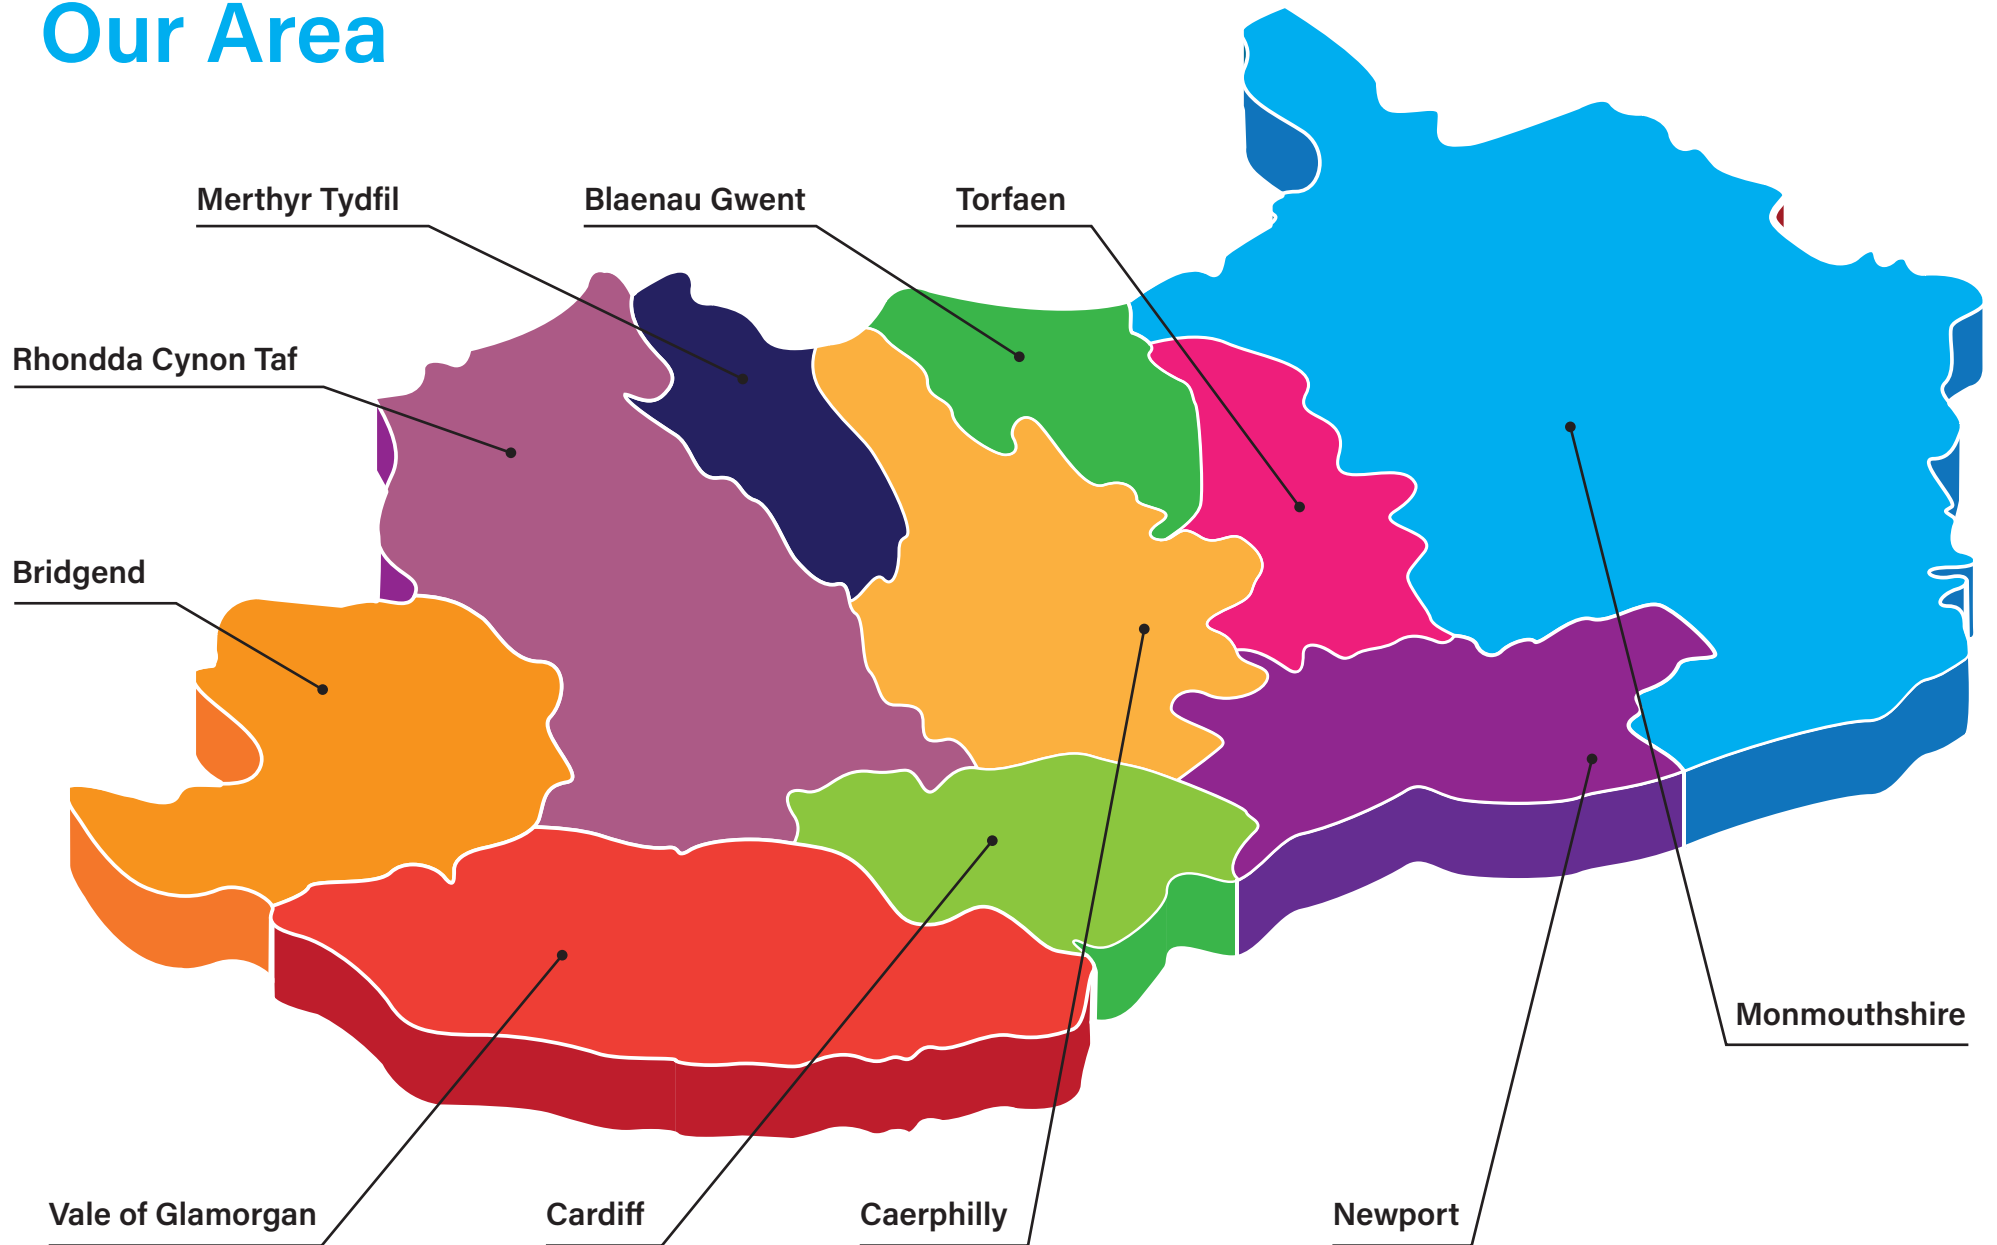 Our Area
Merthyr Tydfil
Blaenau Gwent
Torfaen
Rhondda Cynon Taf
Bridgend
Monmouthshire
Vale of Glamorgan
Cardiff
Caerphilly
Newport